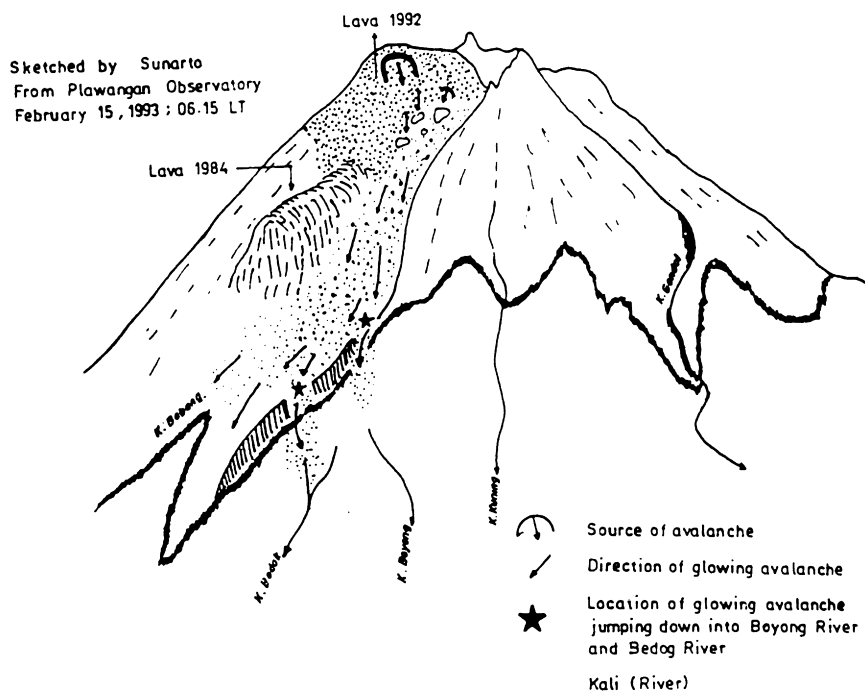 Lava 1992
Sketched by Sunarto
From Plawangan Observatory
February 15, 1993 ; 06.15 LT
Lava 1984
K. Gendol
K. Bebeng
K. Bedok
K. Boyong
K. Kuning
Source of avalanche
Direction of glowing avalanche
Location of glowing avalanche
jumping down into Boyong River
and Bedog River
Kali (River)